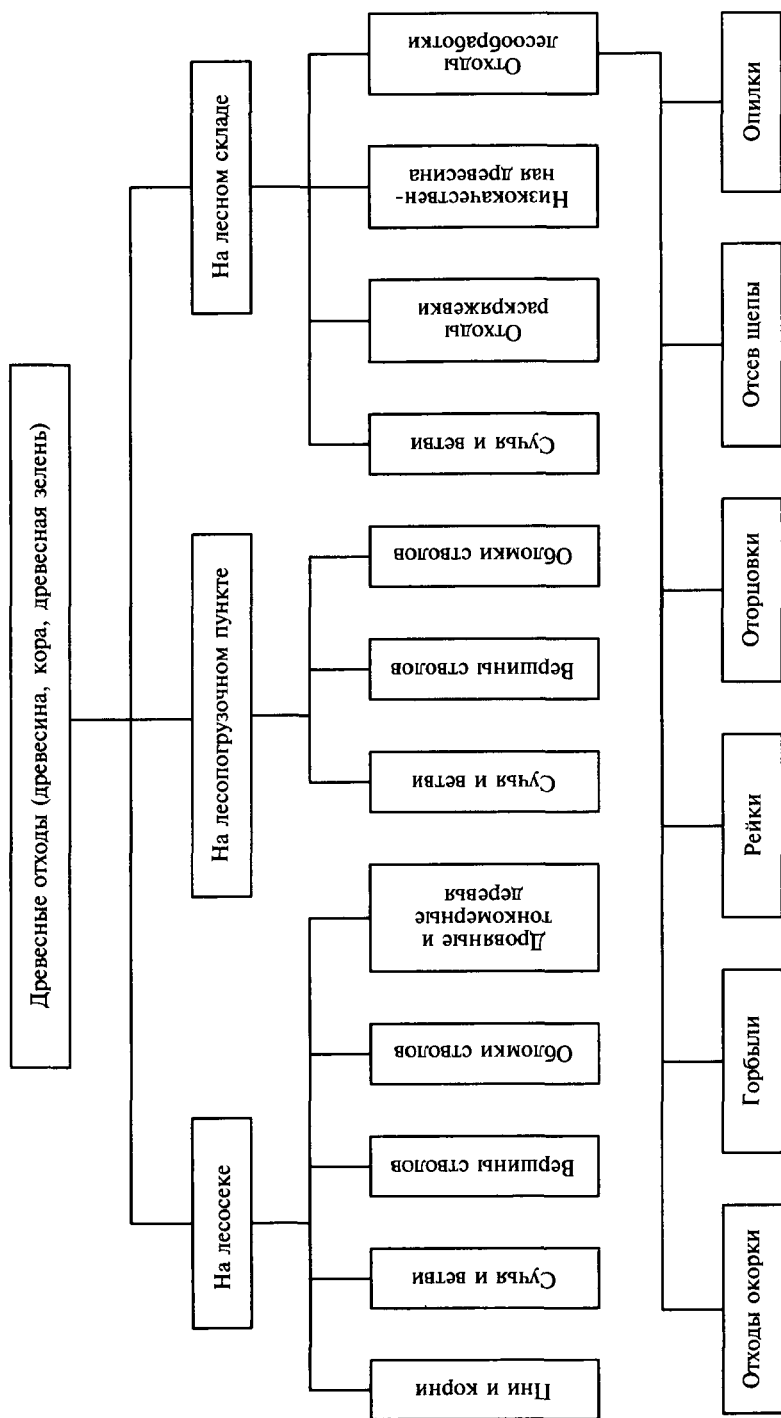 Древесные отходы (древесина, кора, древесная зелень)
На лесосеке
На лесопогрузочном пункте
На лесном складе
Пни и корни
Сучья и ветви
Вершины стволов
Обломки стволов
Дровяные и
тонкомерные
деревья
Сучья и ветви
Вершины стволов
Обломки стволов
Сучья и ветви
Отходы
раскряжевки
Низкокачествен-
ная древесина
Отходы
лесообработки
Отходы окорки
Горбыли
Рейки
Оторцовки
Отсев щепы
Опилки